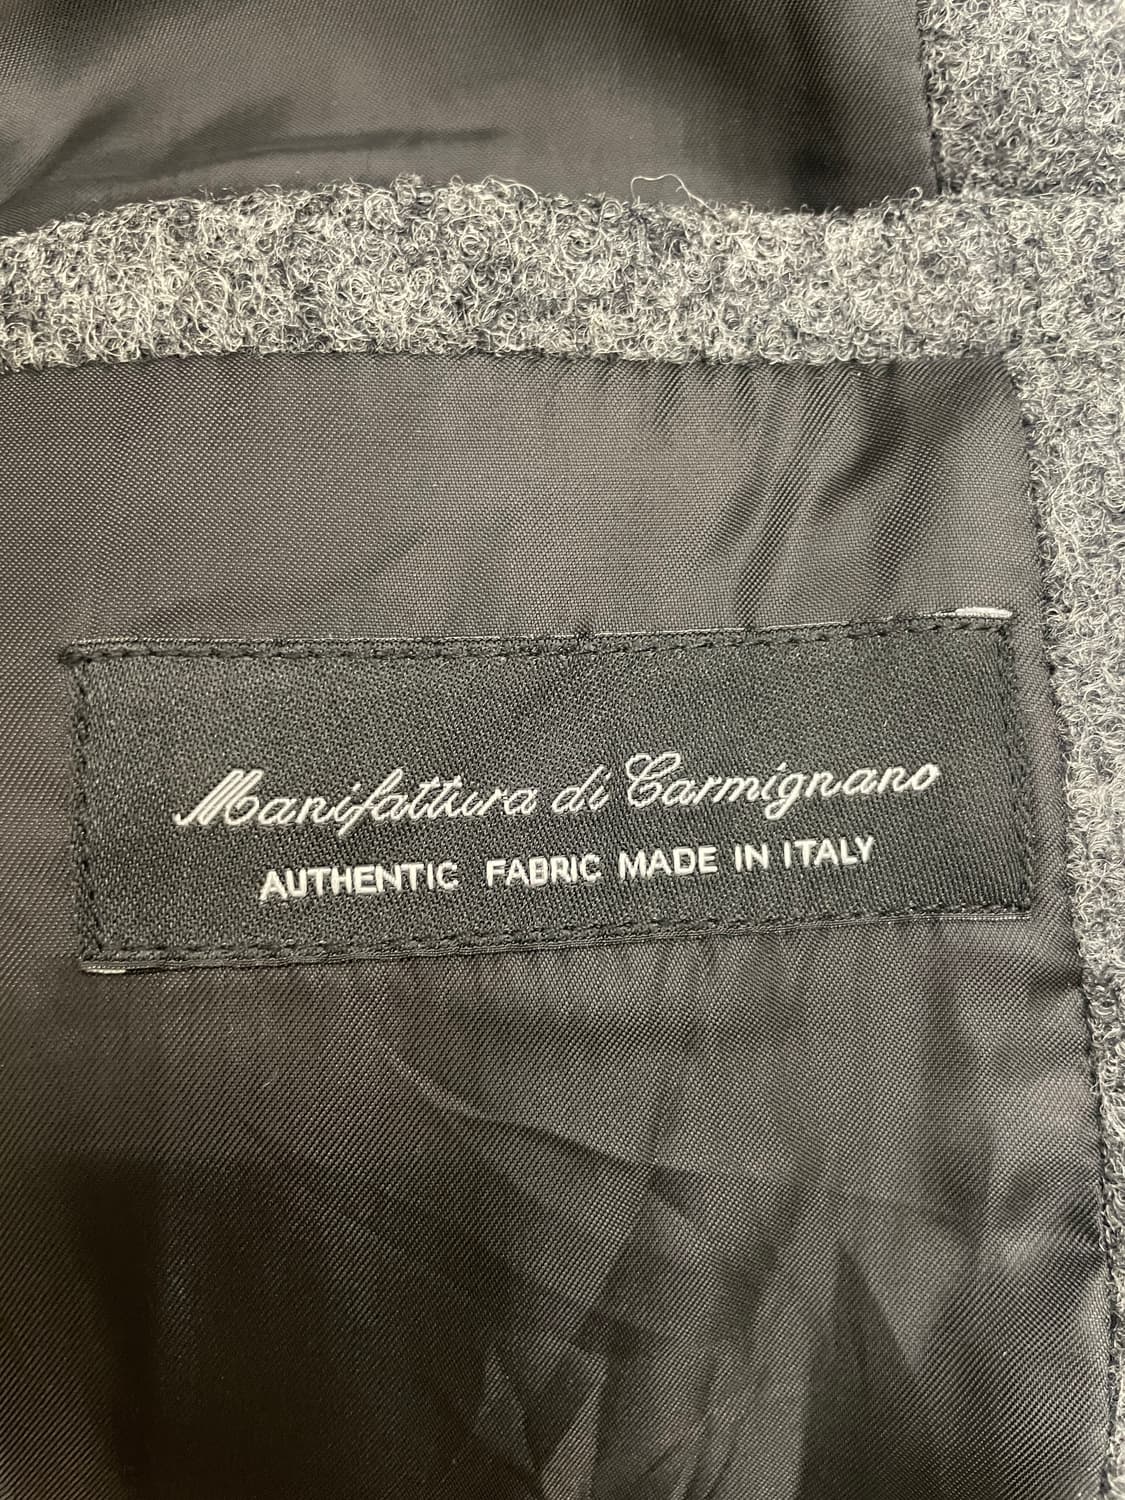 Manifattura di Carmignano
AUTHENTIC FABRIC MADE IN ITALY